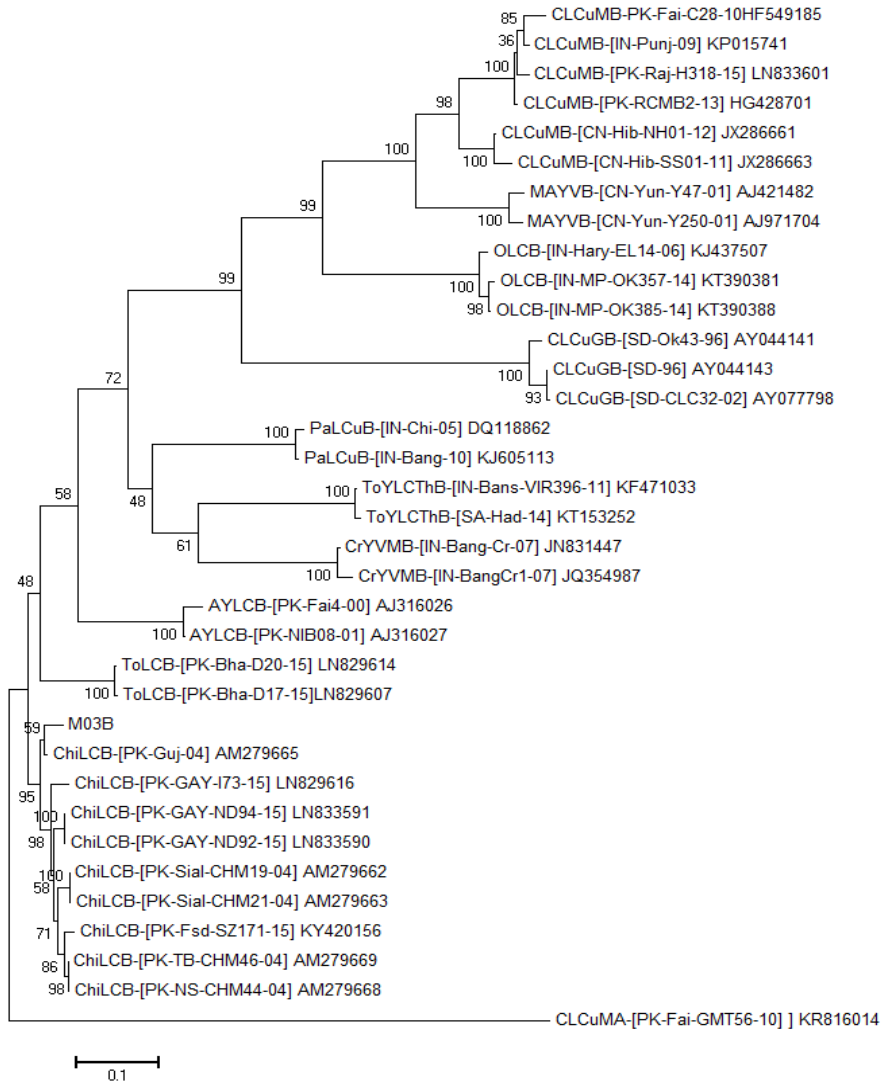 CLCuMB-PK-Fai-C28-10HF549185
85
CLCuMB-[IN-Punj-09] KP015741
36
CLCuMB-[PK-Raj-H318-15] LN833601
100
CLCuMB-[PK-RCMB2-13] HG428701
98
CLCuMB-[CN-Hib-NH01-12] JX286661
100
CLCuMB-[CN-Hib-SS01-11] JX286663
100
MAYVB-[CN-Yun-Y47-01] AJ421482
99
MAYVB-[CN-Yun-Y250-01] AJ971704
100
OLCB-[IN-Hary-EL14-06] KJ437507
99
OLCB-[IN-MP-OK357-14] KT390381
100
OLCB-[IN-MP-OK385-14] KT390388
98
CLCuGB-[SD-Ok43-96] AY044141
CLCuGB-[SD-96] AY044143
100
72
CLCuGB-[SD-CLC32-02] AY077798
93
PaLCuB-[IN-Chi-05] DQ118862
100
PaLCuB-[IN-Bang-10] KJ605113
ToYLCThB-[IN-Bans-VIR396-11] KF471033
100
58
48
ToYLCThB-[SA-Had-14] KT153252
CrYVMB-[IN-Bang-Cr-07] JN831447
61
CrYVMB-[IN-BangCr1-07] JQ354987
100
48
AYLCB-[PK-Fai4-00] AJ316026
AYLCB-[PK-NIB08-01] AJ316027
100
ToLCB-[PK-Bha-D20-15] LN829614
ToLCB-[PK-Bha-D17-15]LN829607
100
M03B
59
ChiLCB-[PK-Guj-04] AM279665
ChiLCB-[PK-GAY-I73-15] LN829616
95
ChiLCB-[PK-GAY-ND94-15] LN833591
100
ChiLCB-[PK-GAY-ND92-15] LN833590
98
ChiLCB-[PK-Sial-CHM19-04] AM279662
100
58
ChiLCB-[PK-Sial-CHM21-04] AM279663
ChiLCB-[PK-Fsd-SZ171-15] KY420156
71
ChiLCB-[PK-TB-CHM46-04] AM279669
86
ChiLCB-[PK-NS-CHM44-04] AM279668
98
CLCuMA-[PK-Fai-GMT56-10] ] KR816014
0.1